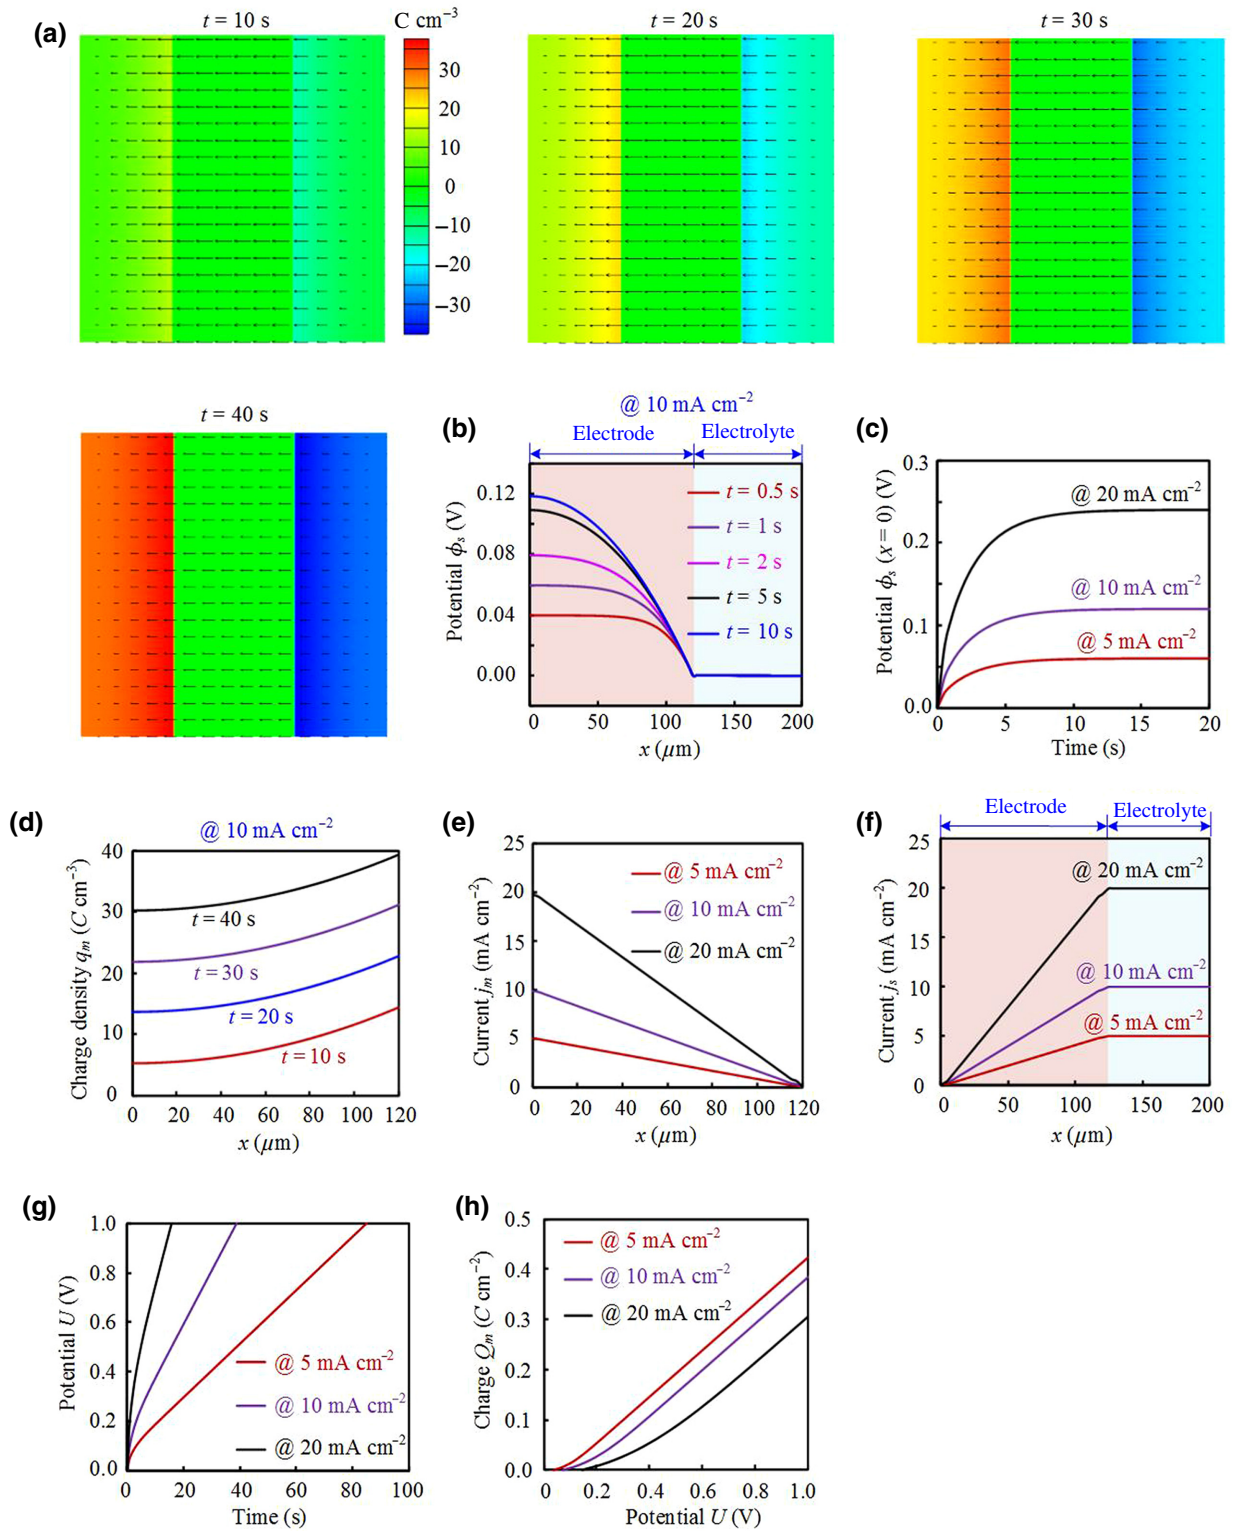 (a)
t = 10 s
C cm−3
t = 20 s
t = 30 s
30
20
10
0
−10
−20
−30
t = 40 s
(b)
@ 10 mA cm−2
Electrode
Electrolyte
Potential ϕs (V)
0.12
0.08
0.04
0.00
t = 0.5 s
t = 1 s
t = 2 s
t = 5 s
t = 10 s
0 50 100 150 200
x (μm)
(c)
Potential ϕs (x = 0) (V)
0.3
0.2
0.1
0.0
@ 20 mA cm−2
@ 10 mA cm−2
@ 5 mA cm−2
0 5 10 15 20
Time (s)
(d)
@ 10 mA cm−2
Charge density qm (C cm−3)
40
30
20
10
0
t = 40 s
t = 30 s
t = 20 s
t = 10 s
0 20 40 60 80 100 120
x (μm)
(e)
Current jm (mA cm−2)
25
20
15
10
5
0
@ 5 mA cm−2
@ 10 mA cm−2
@ 20 mA cm−2
0 20 40 60 80 100 120
x (μm)
(f)
Electrode
Electrolyte
Current js (mA cm−2)
25
20
15
10
5
0
@ 20 mA cm−2
@ 10 mA cm−2
@ 5 mA cm−2
0 50 100 150 200
x (μm)
(g)
Potential U (V)
1.0
0.8
0.6
0.4
0.2
0.0
@ 5 mA cm−2
@ 10 mA cm−2
@ 20 mA cm−2
0 20 40 60 80 100
Time (s)
(h)
Charge Qm (C cm−2)
0.5
0.4
0.3
0.2
0.1
0.0
@ 5 mA cm−2
@ 10 mA cm−2
@ 20 mA cm−2
0 0.2 0.4 0.6 0.8 1.0
Potential U (V)